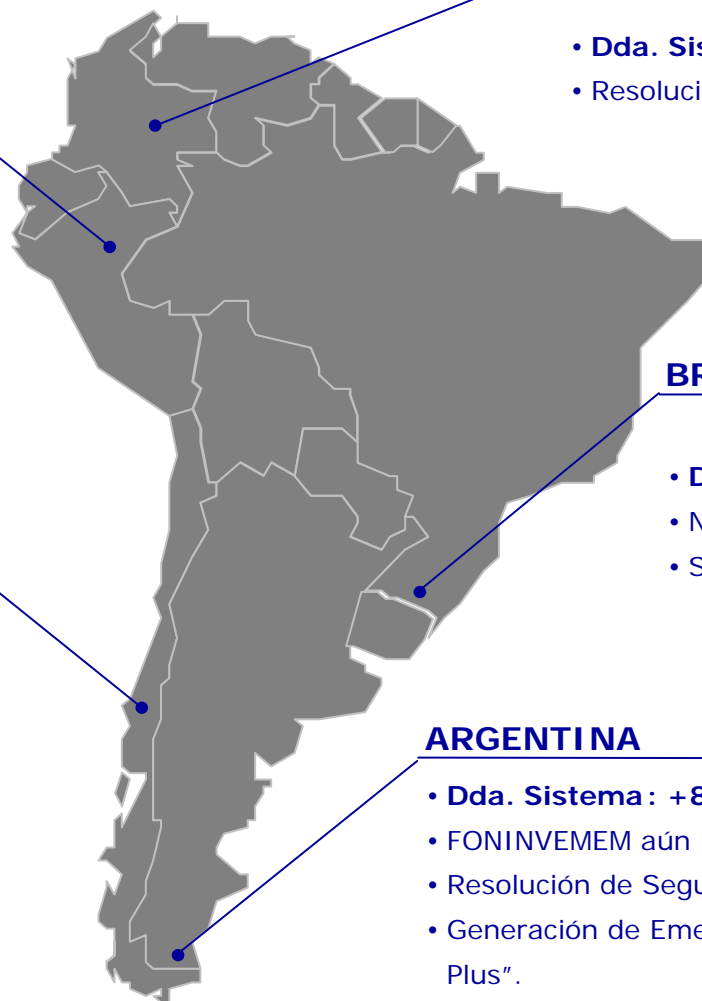 • Dda. Sis
• Resoluci
BR
• D
• N
• S
ARGENTINA
• Dda. Sistema: +8
• FONINVEMEM aún
• Resolución de Segu
• Generación de Eme
Plus”.